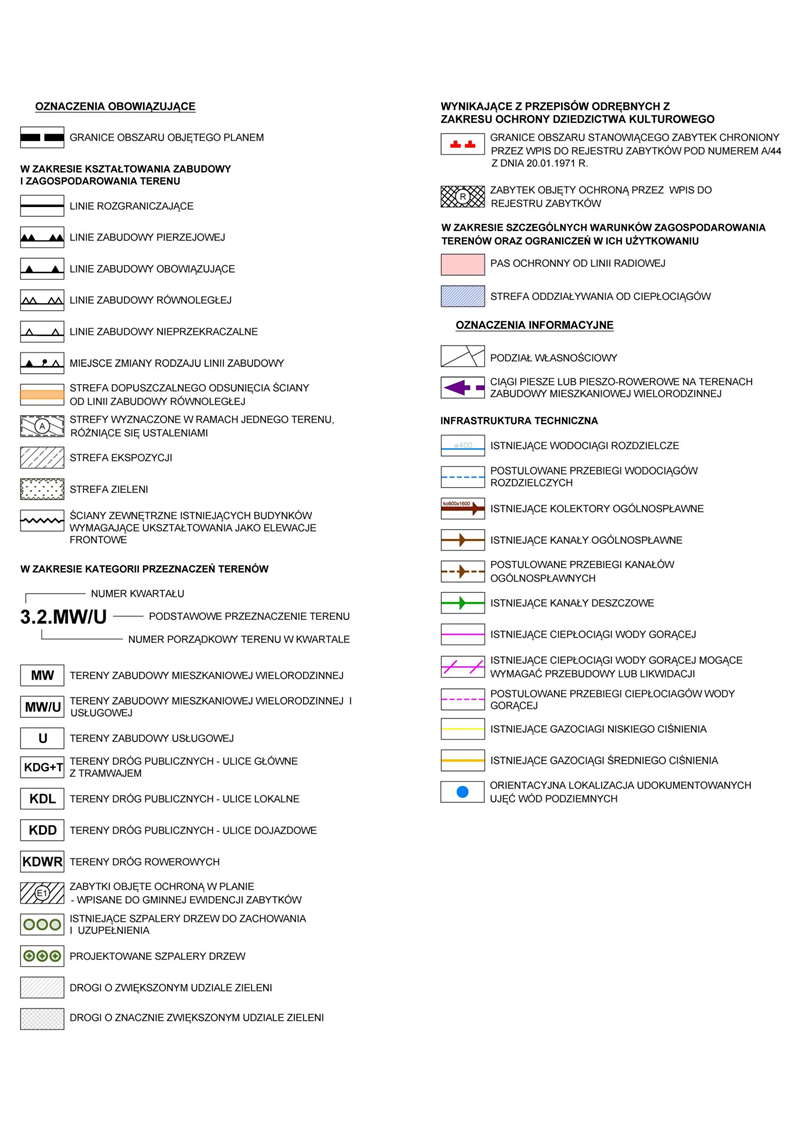 OZNACZENIA OBOWIĄZUJĄCE
GRANICE OBSZARU OBJĘTEGO PLANEM
W ZAKRESIE KSZTAŁTOWANIA ZABUDOWY
I ZAGOSPODAROWANIA TERENU
LINIE ROZGRANICZAJĄCE
LINIE ZABUDOWY PIERZEJOWEJ
LINIE ZABUDOWY OBOWIĄZUJĄCE
LINIE ZABUDOWY RÓWNOLEGŁEJ
LINIE ZABUDOWY NIEPRZEKRACZALNE
MIEJSCE ZMIANY RODZAJU LINII ZABUDOWY
STREFA DOPUSZCZALNEGO ODSUNIĘCIA ŚCIANY
OD LINII ZABUDOWY RÓWNOLEGŁEJ
A
STREFY WYZNACZONE W RAMACH JEDNEGO TERENU,
RÓŻNIĄCE SIĘ USTALENIAMI
STREFA EKSPOZYCJI
STREFA ZIELENI
ŚCIANY ZEWNĘTRZNE ISTNIEJĄCYCH BUDYNKÓW
WYMAGAJĄCE UKSZTAŁTOWANIA JAKO ELEWACJE
FRONTOWE
W ZAKRESIE KATEGORII PRZEZNACZEŃ TERENÓW
NUMER KWARTAŁU
3.2.MW/U
PODSTAWOWE PRZEZNACZENIE TERENU
NUMER PORZĄDKOWY TERENU W KWARTALE
MW TERENY ZABUDOWY MIESZKANIOWEJ WIELORODZINNEJ
MW/U TERENY ZABUDOWY MIESZKANIOWEJ WIELORODZINNEJ I
USŁUGOWEJ
U TERENY ZABUDOWY USŁUGOWEJ
KDG+T TERENY DRÓG PUBLICZNYCH - ULICE GŁÓWNE
Z TRAMWAJEM
KDL TERENY DRÓG PUBLICZNYCH - ULICE LOKALNE
KDD TERENY DRÓG PUBLICZNYCH - ULICE DOJAZDOWE
KDWR TERENY DRÓG ROWEROWYCH
E1
ZABYTKI OBJĘTE OCHRONĄ W PLANIE
- WPISANE DO GMINNEJ EWIDENCJI ZABYTKÓW
ISTNIEJĄCE SZPALERY DRZEW DO ZACHOWANIA
I UZUPEŁNIENIA
PROJEKTOWANE SZPALERY DRZEW
DROGI O ZWIĘKSZONYM UDZIALE ZIELENI
DROGI O ZNACZNIE ZWIĘKSZONYM UDZIALE ZIELENI
WYNIKAJĄCE Z PRZEPISÓW ODRĘBNYCH Z
ZAKRESU OCHRONY DZIEDZICTWA KULTUROWEGO
GRANICE OBSZARU STANOWIĄCEGO ZABYTEK CHRONIONY
PRZEZ WPIS DO REJESTRU ZABYTKÓW POD NUMEREM A/44
Z DNIA 20.01.1971 R.
R
ZABYTEK OBJĘTY OCHRONĄ PRZEZ WPIS DO
REJESTRU ZABYTKÓW
W ZAKRESIE SZCZEGÓLNYCH WARUNKÓW ZAGOSPODAROWANIA
TERENÓW ORAZ OGRANICZEŃ W ICH UŻYTKOWANIU
PAS OCHRONNY OD LINII RADIOWEJ
STREFA ODDZIAŁYWANIA OD CIEPŁOCIĄGÓW
OZNACZENIA INFORMACYJNE
PODZIAŁ WŁASNOŚCIOWY
CIĄGI PIESZE LUB PIESZO-ROWEROWE NA TERENACH
ZABUDOWY MIESZKANIOWEJ WIELORODZINNEJ
INFRASTRUKTURA TECHNICZNA
w400 ISTNIEJĄCE WODOCIĄGI ROZDZIELCZE
POSTULOWANE PRZEBIEGI WODOCIĄGÓW
ROZDZIELCZYCH
ko900x1600 ISTNIEJĄCE KOLEKTORY OGÓLNOSPŁAWNE
ISTNIEJĄCE KANAŁY OGÓLNOSPŁAWNE
POSTULOWANE PRZEBIEGI KANAŁÓW
OGÓLNOSPŁAWNYCH
ISTNIEJĄCE KANAŁY DESZCZOWE
ISTNIEJĄCE CIEPŁOCIĄGI WODY GORĄCEJ
ISTNIEJĄCE CIEPŁOCIĄGI WODY GORĄCEJ MOGĄCE
WYMAGAĆ PRZEBUDOWY LUB LIKWIDACJI
POSTULOWANE PRZEBIEGI CIEPŁOCIAGÓW WODY
GORĄCEJ
ISTNIEJĄCE GAZOCIAGI NISKIEGO CIŚNIENIA
ISTNIEJĄCE GAZOCIĄGI ŚREDNIEGO CIŚNIENIA
ORIENTACYJNA LOKALIZACJA UDOKUMENTOWANYCH
UJĘĆ WÓD PODZIEMNYCH